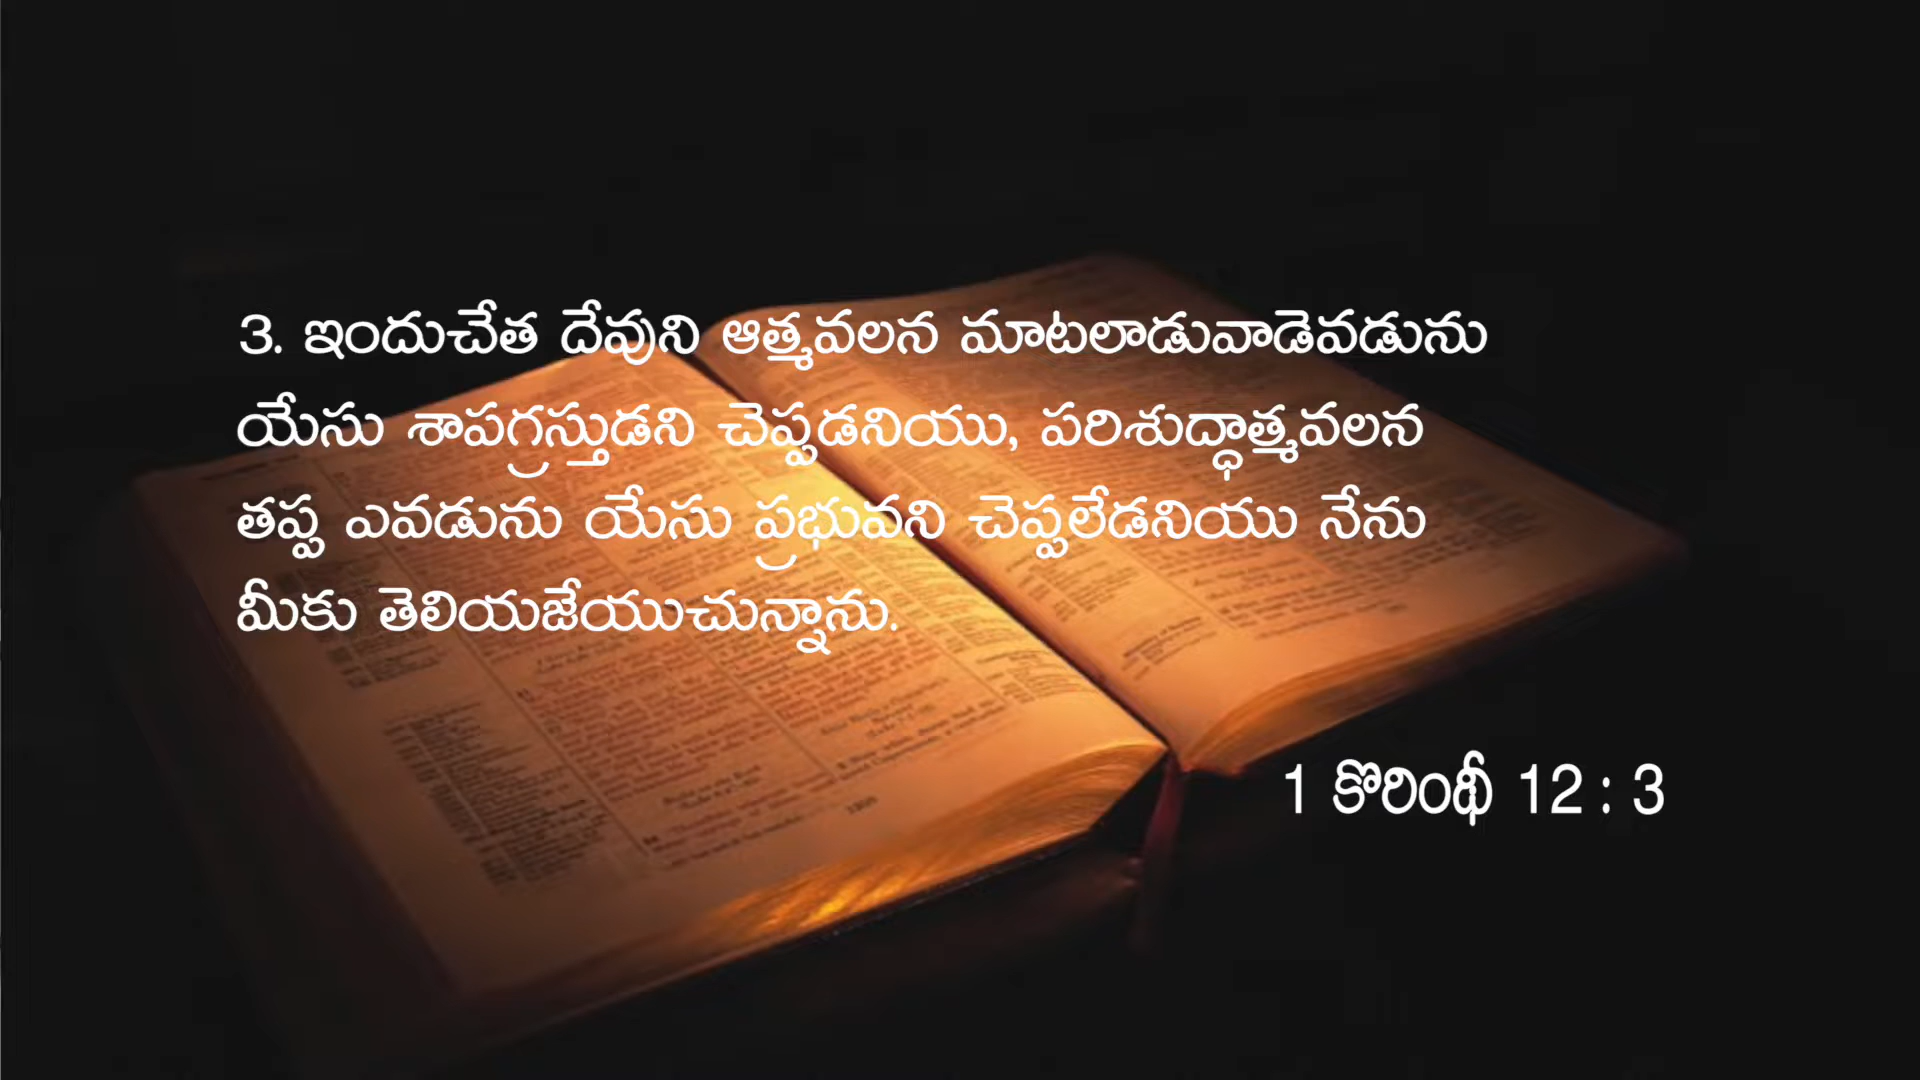 3. ఇందుచేత దేవుని ఆత్మవలన మాటలాడువాడెవడును
యేసు శాపగ్రస్తుడని చెప్పడనియు, పరిశుద్ధాత్మవలన
తప్ప ఎవడును యేసు ప్రభువని చెప్పలేడనియు నేను
మీకు తెలియజేయుచున్నాను.
1 కొరింథీ 12 : 3